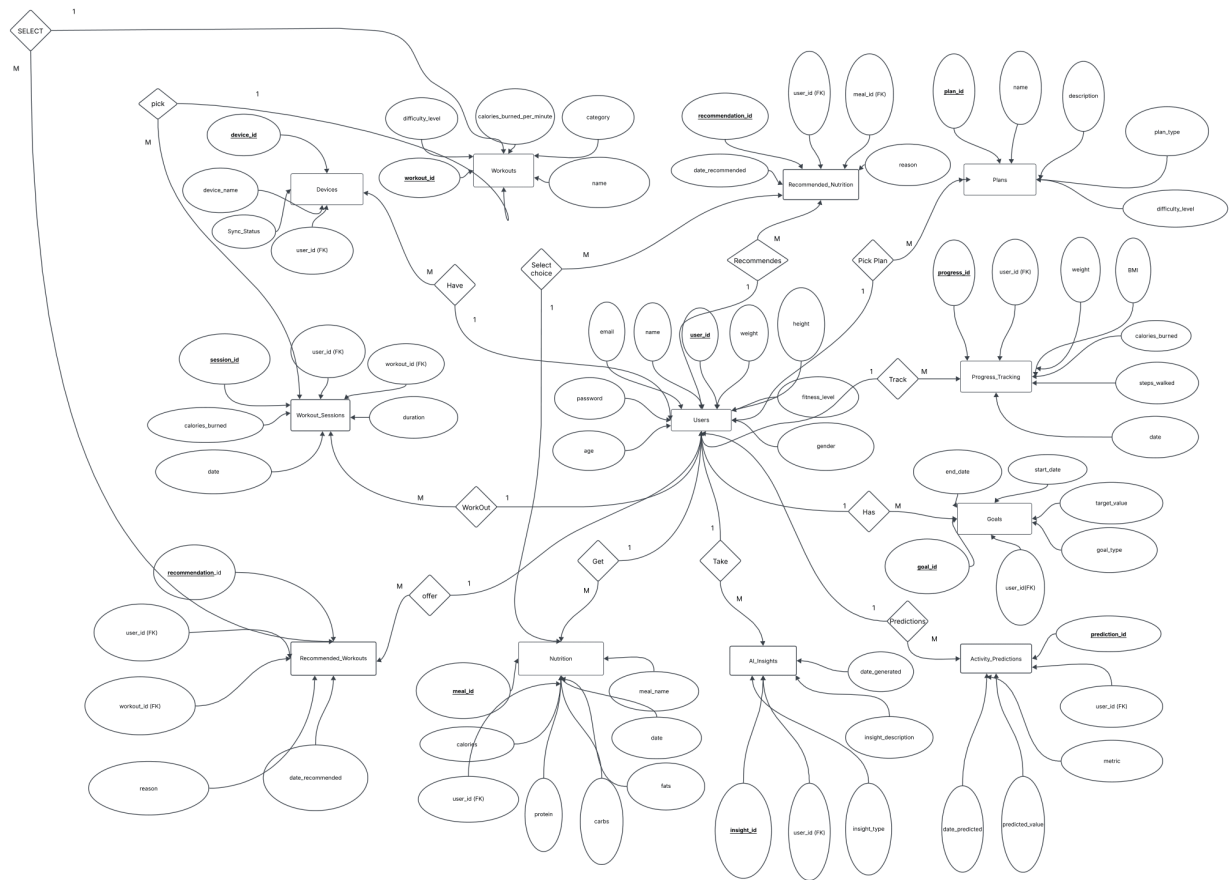 1
SELECT
M
pick
1
M
device_id
device_name
Sync_Status
user_id (FK)
Devices
difficulty_level
calories_burned_per_minute
category
workout_id
name
Workouts
recommendation_id
user_id (FK)
meal_id (FK)
date_recommended
reason
Recommended_Nutrition
plan_id
name
description
plan_type
difficulty_level
Plans
M
Have
1
Select
choice
M
1
M
Recommendes
1
Pick Plan
M
1
progress_id
user_id (FK)
weight
BMI
calories_burned
steps_walked
date
Progress_Tracking
1
Track
M
email
name
user_id
weight
height
password
age
fitness_level
gender
Users
session_id
user_id (FK)
workout_id (FK)
calories_burned
duration
date
Workout_Sessions
M
WorkOut
1
1
Has
M
end_date
start_date
target_value
goal_type
goal_id
user_id(FK)
Goals
recommendation_id
user_id (FK)
workout_id (FK)
reason
date_recommended
Recommended_Workouts
M
offer
1
Get
1
M
Take
1
M
1
Predictions
M
Nutrition
meal_id
meal_name
calories
date
user_id (FK)
protein
carbs
fats
AI_Insights
date_generated
insight_description
insight_id
user_id (FK)
insight_type
Activity_Predictions
prediction_id
user_id (FK)
metric
date_predicted
predicted_value